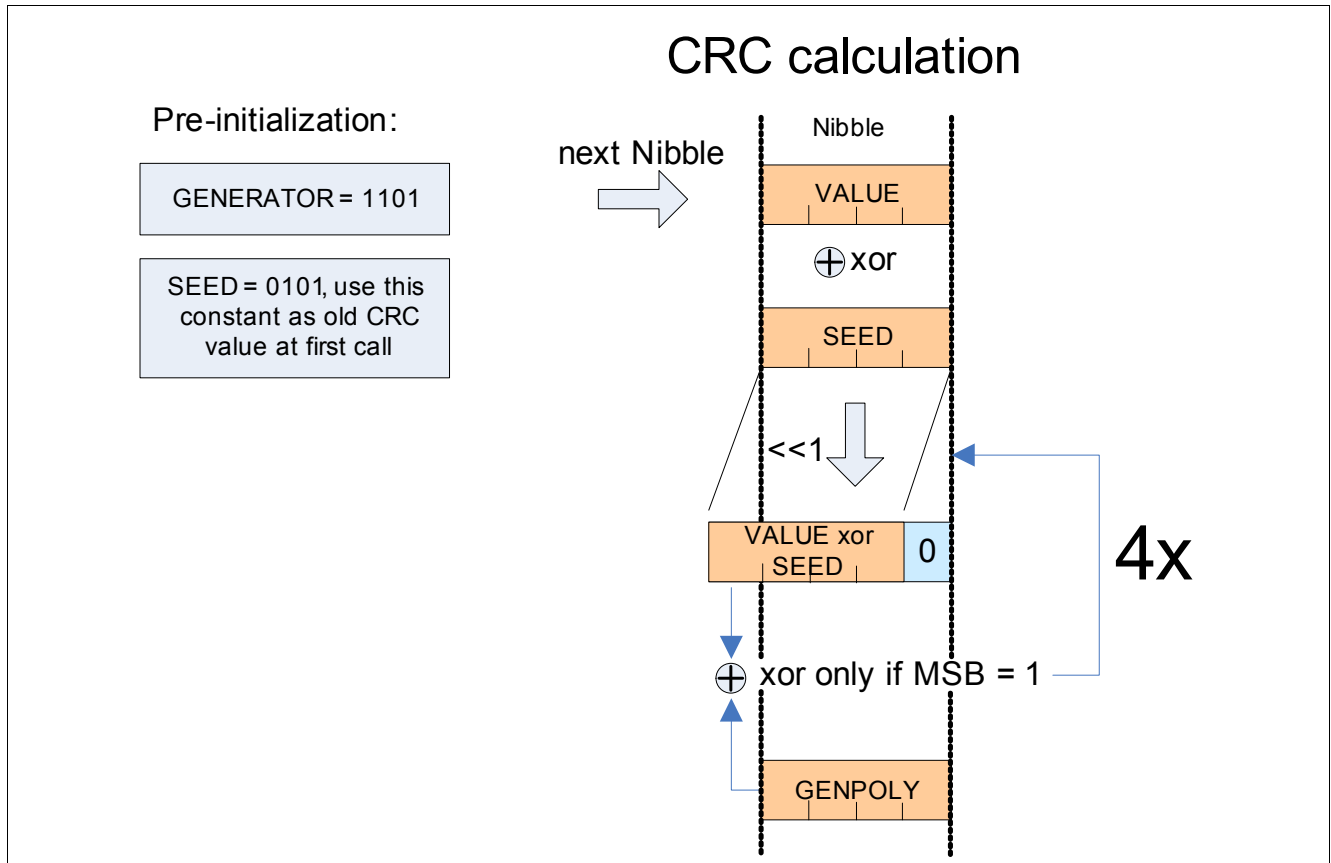 CRC calculation
Pre-initialization:
GENERATOR = 1101
SEED = 0101, use this
constant as old CRC
value at first call
next Nibble
Nibble
VALUE
xor
SEED
<<1
VALUE xor
SEED
0
4x
xor only if MSB = 1
GENPOLY